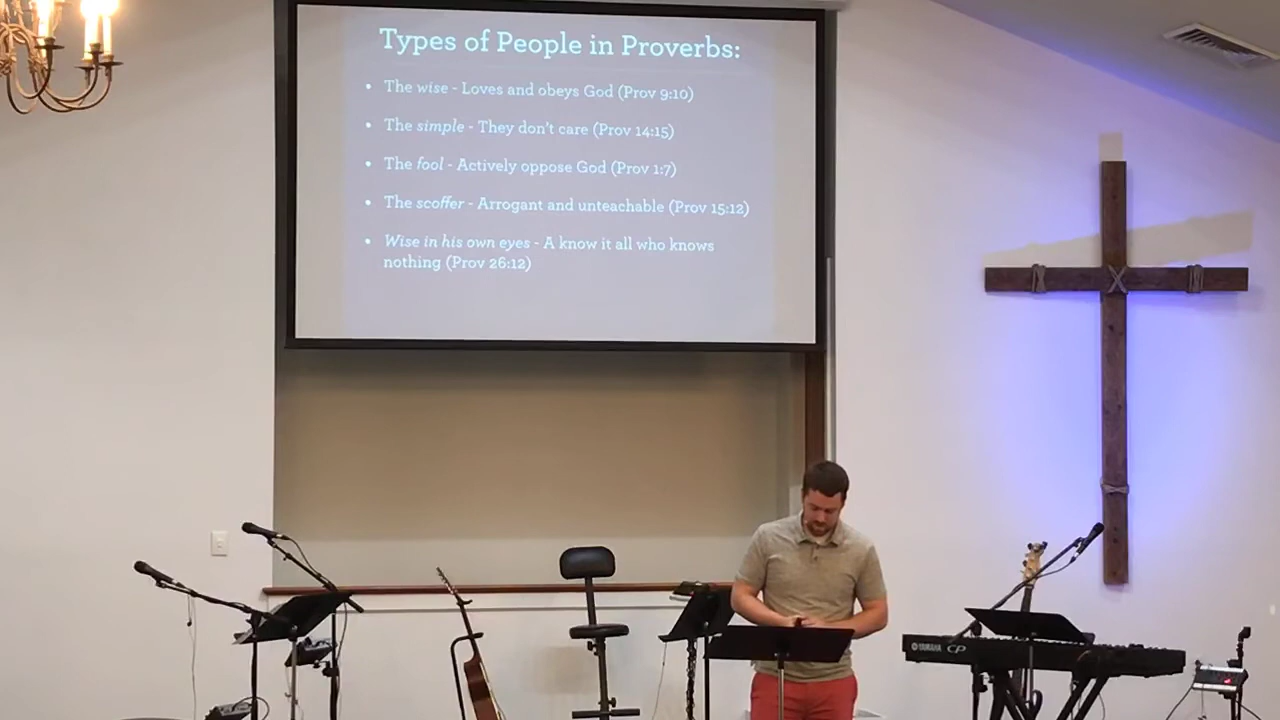 Types of People in Proverbs:
• The wise - Loves and obeys God (Prov 9:10)
• The simple - They don't care (Prov 14:15)
• The fool - Actively oppose God (Prov 1:7)
• The scoffer - Arrogant and unteachable (Prov 15:12)
• Wise in his own eyes - A know it all who knows
nothing (Prov 26:12)
YAMAHA CP